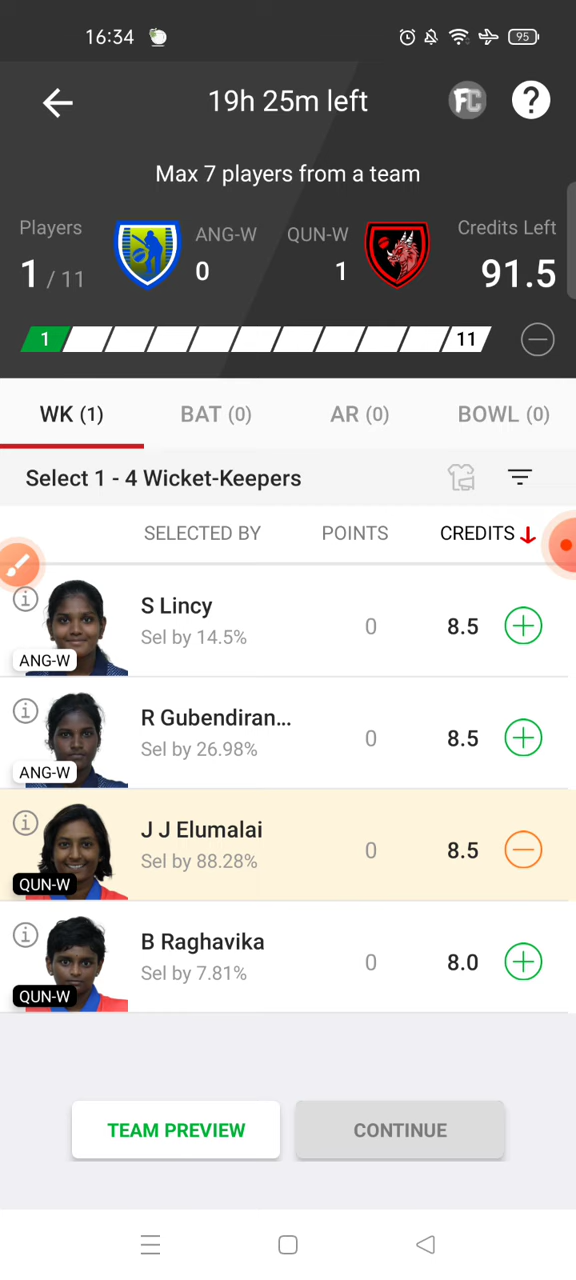 16:34
95
19h 25m left
FC
?
Max 7 players from a team
Players
ANG-W
QUN-W
Credits Left
1 / 11
0
1
91.5
1
11
WK (1)
BAT (0)
AR (0)
BOWL (0)
Select 1 - 4 Wicket-Keepers
SELECTED BY
POINTS
CREDITS
S Lincy
Sel by 14.5%
0
8.5
ANG-W
R Gubendiran...
Sel by 26.98%
0
8.5
ANG-W
J J Elumalai
Sel by 88.28%
0
8.5
QUN-W
B Raghavika
Sel by 7.81%
0
8.0
QUN-W
TEAM PREVIEW
CONTINUE